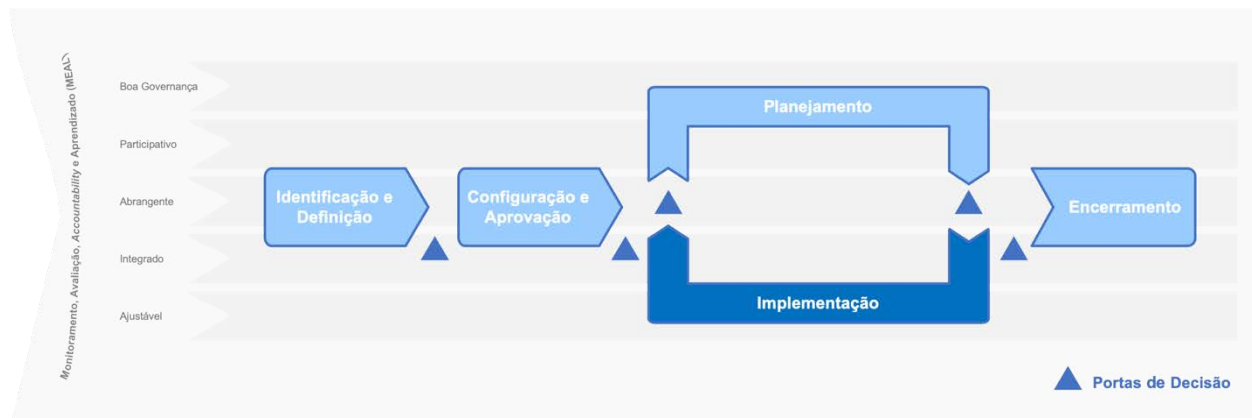 Monitoramento, Avaliação, Accountability e Aprendizado (MEAL)
Boa Governança
Participativo
Abrangente
Integrado
Ajustável
Identificação e
Definição
Configuração e
Aprovação
Planejamento
Implementação
Encerramento
Portas de Decisão